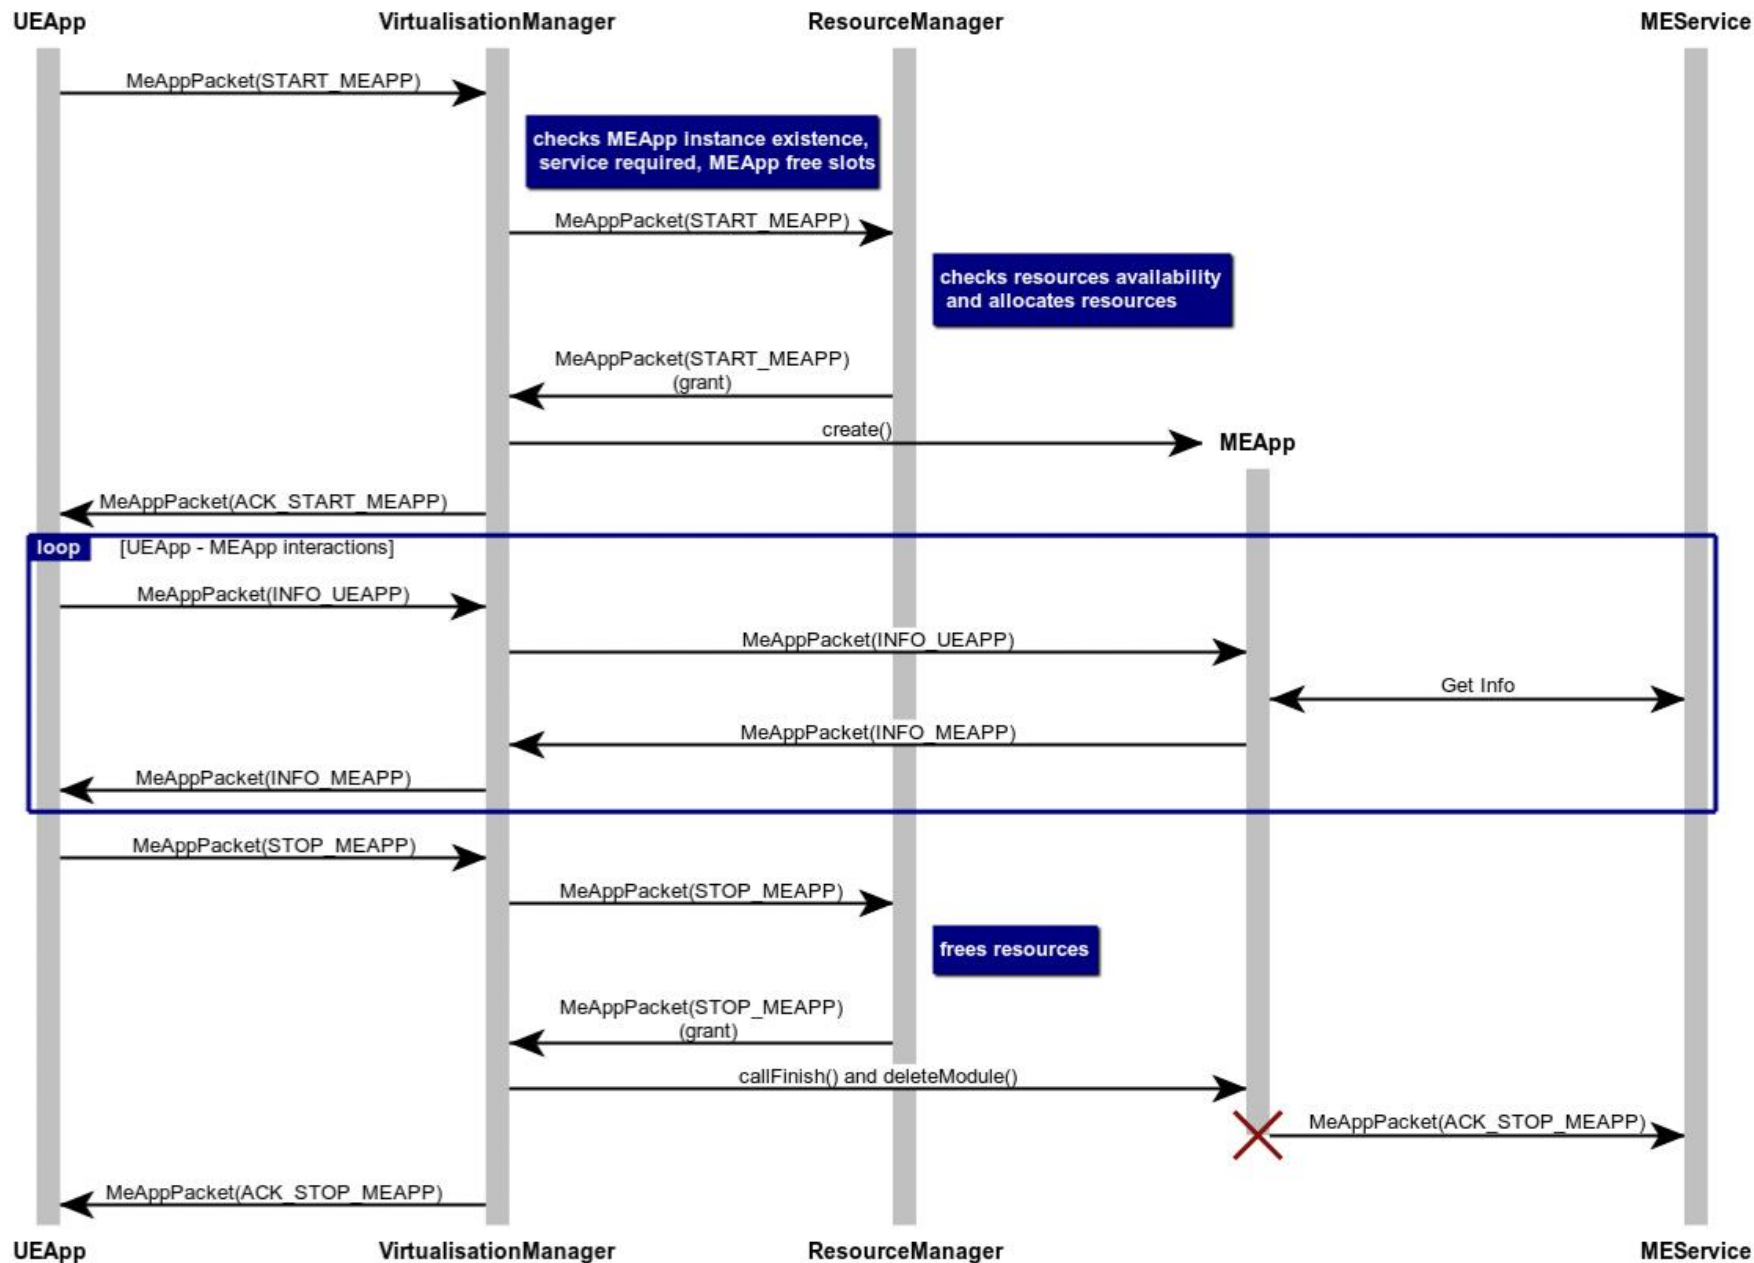 UEApp
VirtualisationManager
ResourceManager
MEService
MeAppPacket(START_MEAPP)
checks MEApp instance existence,
service required, MEApp free slots
MeAppPacket(START_MEAPP)
checks resources availability
and allocates resources
MeAppPacket(START_MEAPP)
(grant)
create()
MEApp
MeAppPacket(ACK_START_MEAPP)
loop
[UEApp - MEApp interactions]
MeAppPacket(INFO_UEAPP)
MeAppPacket(INFO_UEAPP)
Get Info
MeAppPacket(INFO_MEAPP)
MeAppPacket(INFO_MEAPP)
MeAppPacket(STOP_MEAPP)
MeAppPacket(STOP_MEAPP)
frees resources
MeAppPacket(STOP_MEAPP)
(grant)
callFinish() and deleteModule()
MeAppPacket(ACK_STOP_MEAPP)
MeAppPacket(ACK_STOP_MEAPP)
UEApp
VirtualisationManager
ResourceManager
MEService